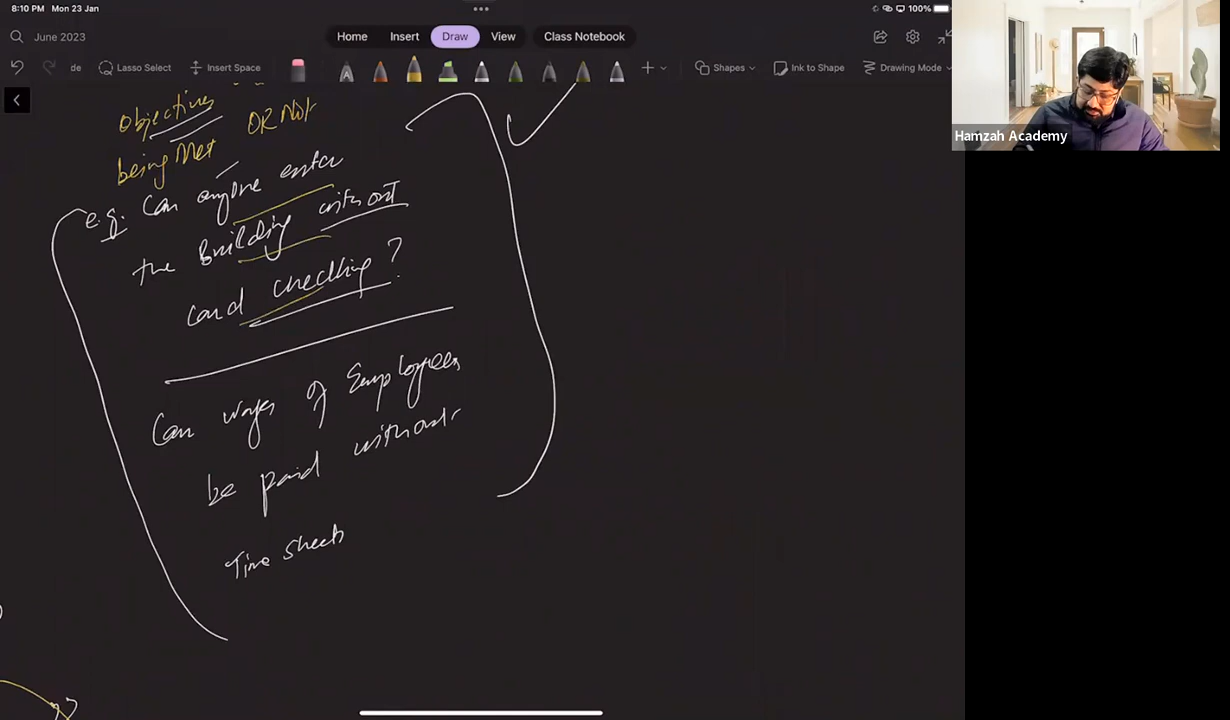 8:10 PM Mon 23 Jan
100%
June 2023
Home Insert Draw View Class Notebook
de Lasso Select Insert Space Shapes Ink to Shape Drawing Mode
Hamzah Academy
objectives
being Met OR Not
e.g. Can anyone enter
the Building without
card checking?
Can wages of Employees
be paid without
Time sheets